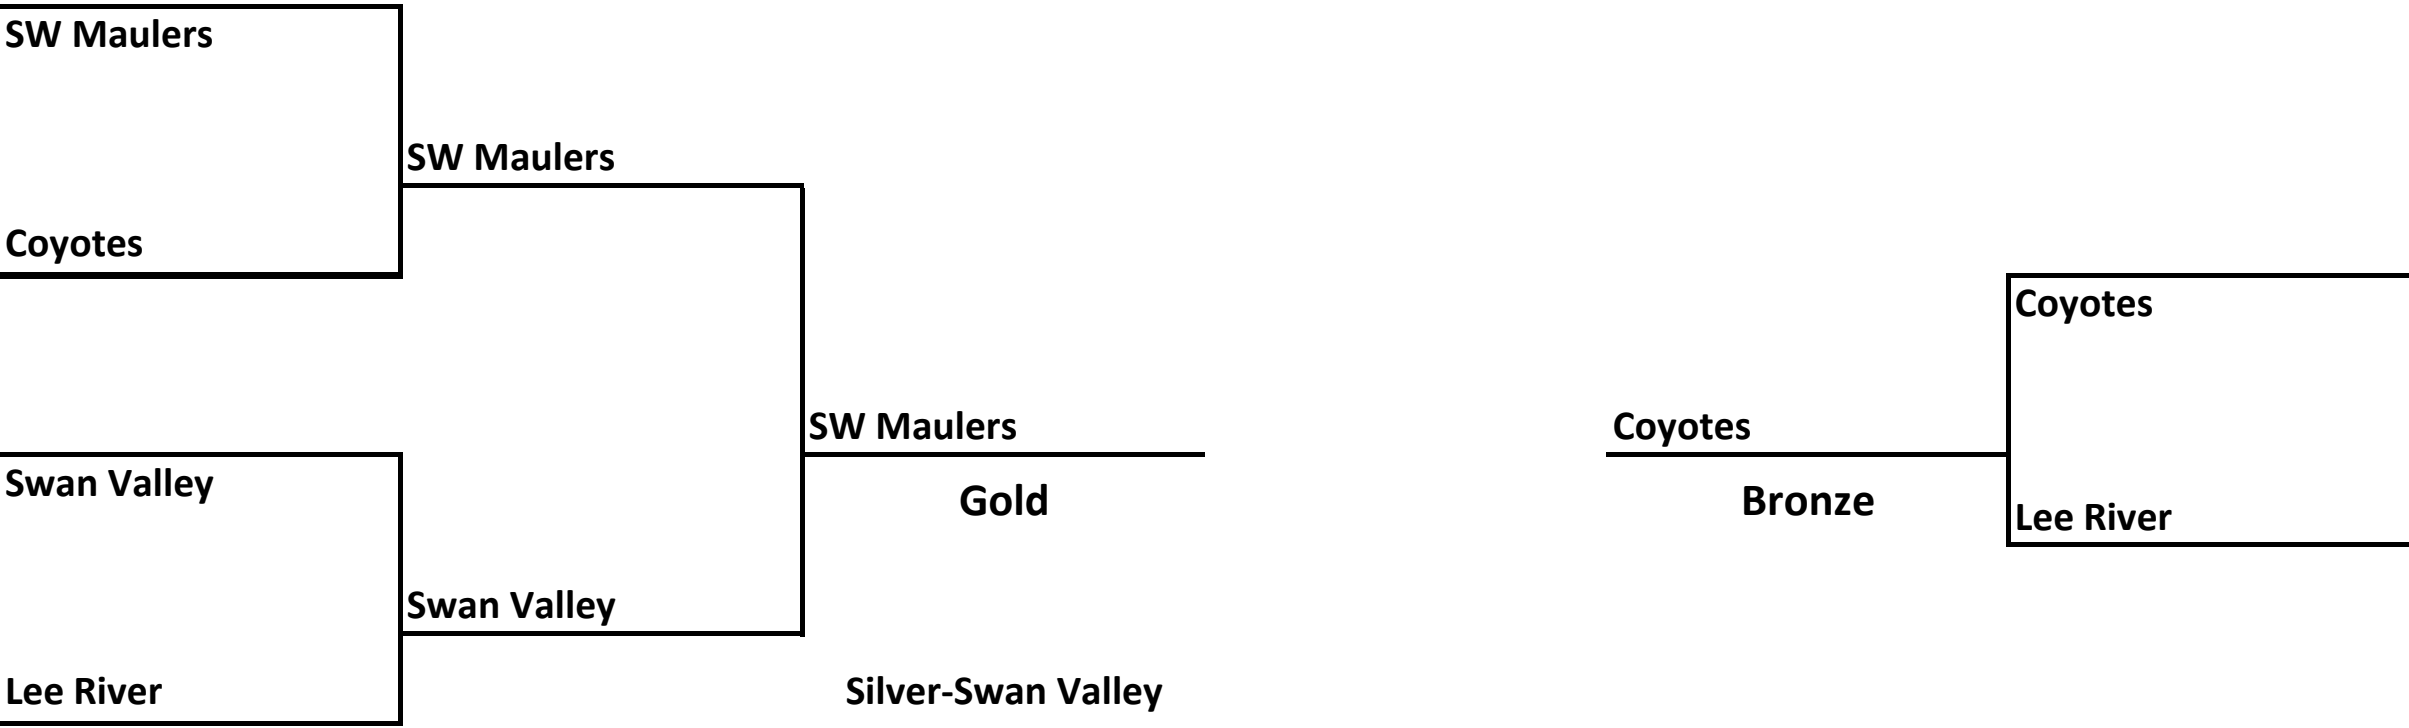 SW Maulers
SW Maulers
Coyotes
Coyotes
SW Maulers
Coyotes
Swan Valley
Gold
Bronze
Lee River
Swan Valley
Lee River
Silver-Swan Valley